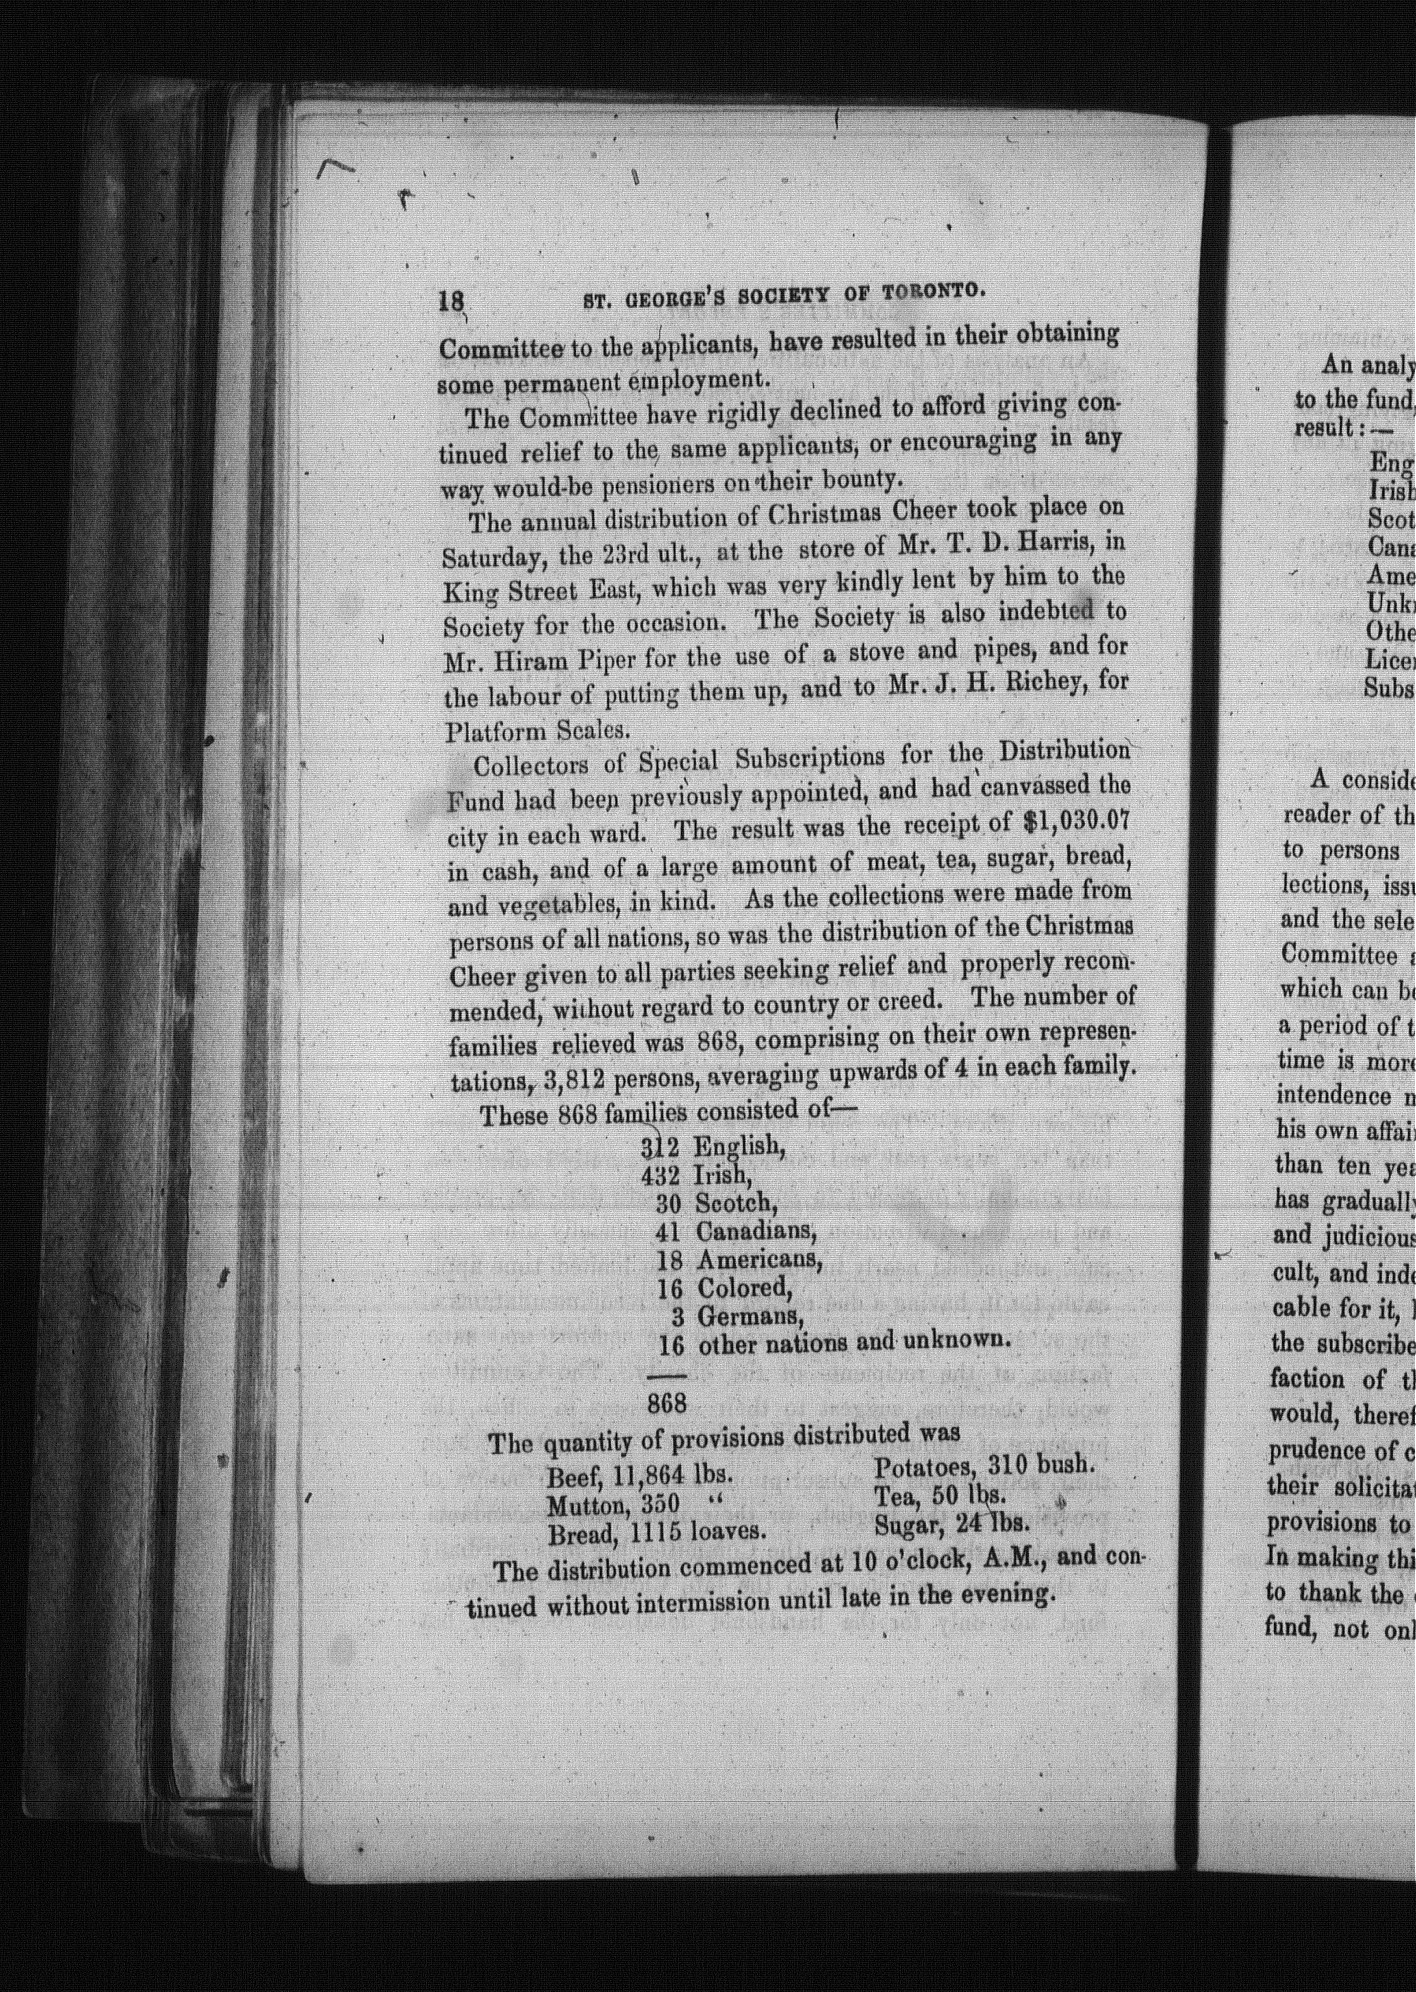 18 ST. GEORGE'S SOCIETY OF TORONTO.
Committee to the applicants, have resulted in their obtaining
some permanent employment.
The Committee have rigidly declined to afford giving con-
tinued relief to the same applicants, or encouraging in any
way would-be pensioners on their bounty.
The annual distribution of Christmas Cheer took place on
Saturday, the 23rd ult., at the store of Mr. T. D. Harris, in
King Street East, which was very kindly lent by him to the
Society for the occasion. The Society is also indebted to
Mr. Hiram Piper for the use of a stove and pipes, and for
the labour of putting them up, and to Mr. J. H. Richey, for
Platform Scales.
Collectors of Special Subscriptions for the Distribution
Fund had been previously appointed, and had canvassed the
city in each ward. The result was the receipt of $1,030.07
in cash, and of a large amount of meat, tea, sugar, bread,
and vegetables, in kind. As the collections were made from
persons of all nations, so was the distribution of the Christmas
Cheer given to all parties seeking relief and properly recom-
mended, without regard to country or creed. The number of
families relieved was 868, comprising on their own represen-
tations, 3,812 persons, averaging upwards of 4 in each family.
These 868 families consisted of—
312 English,
432 Irish,
30 Scotch,
41 Canadians,
18 Americans,
16 Colored,
3 Germans,
16 other nations and unknown.
868
The quantity of provisions distributed was
Beef, 11,864 lbs. Potatoes, 310 bush.
Mutton, 350 “ Tea, 50 lbs.
Bread, 1115 loaves. Sugar, 24 lbs.
The distribution commenced at 10 o'clock, A.M., and con-
tinued without intermission until late in the evening.
An analy
to the fund,
result:—
Eng
Irish
Scot
Cana
Ame
Unk
Othe
Lice
Subs
A conside
reader of th
to persons
lections, issu
and the sele
Committee a
which can be
a period of t
time is more
intendence n
his own affai
than ten yea
has gradually
and judicious
cult, and inde
cable for it,
the subscribe
faction of th
would, theref
prudence of c
their solicitat
provisions to
In making thi
to thank the
fund, not onl